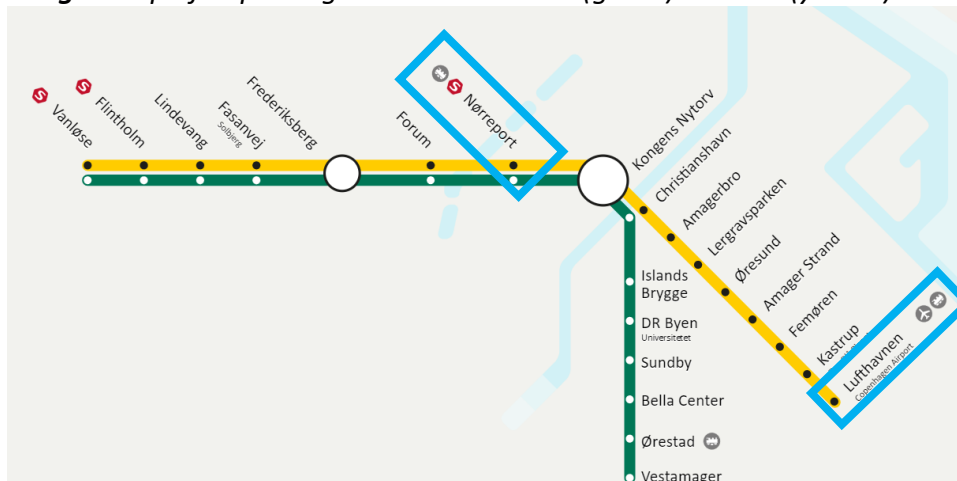 Vanløse
Flintholm
Lindevang
Fasanvej
Solbjerg
Frederiksberg
Forum
Nørreport
Kongens Nytorv
Christianshavn
Amagerbro
Lergravsparken
Øresund
Amager Strand
Femøren
Kastrup
Lufthavnen
Copenhagen Airport
Islands
Brygge
DR Byen
Universitetet
Sundby
Bella Center
Ørestad
Vestamager